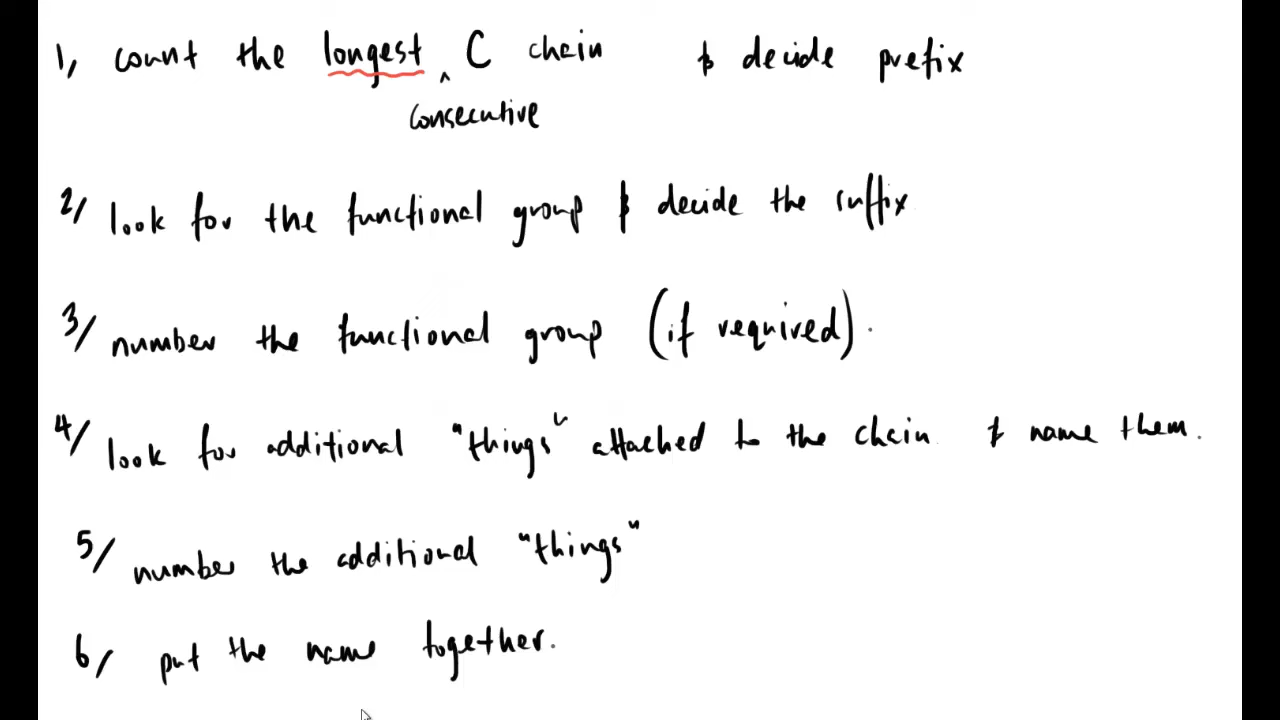 1, count the longest ^ C chain & decide prefix
consecutive
2/ look for the functional group & decide the suffix
3/ number the functional group (if required).
4/ look for additional "things" attached to the chain & name them.
5/ number the additional "things"
6/ put the name together.